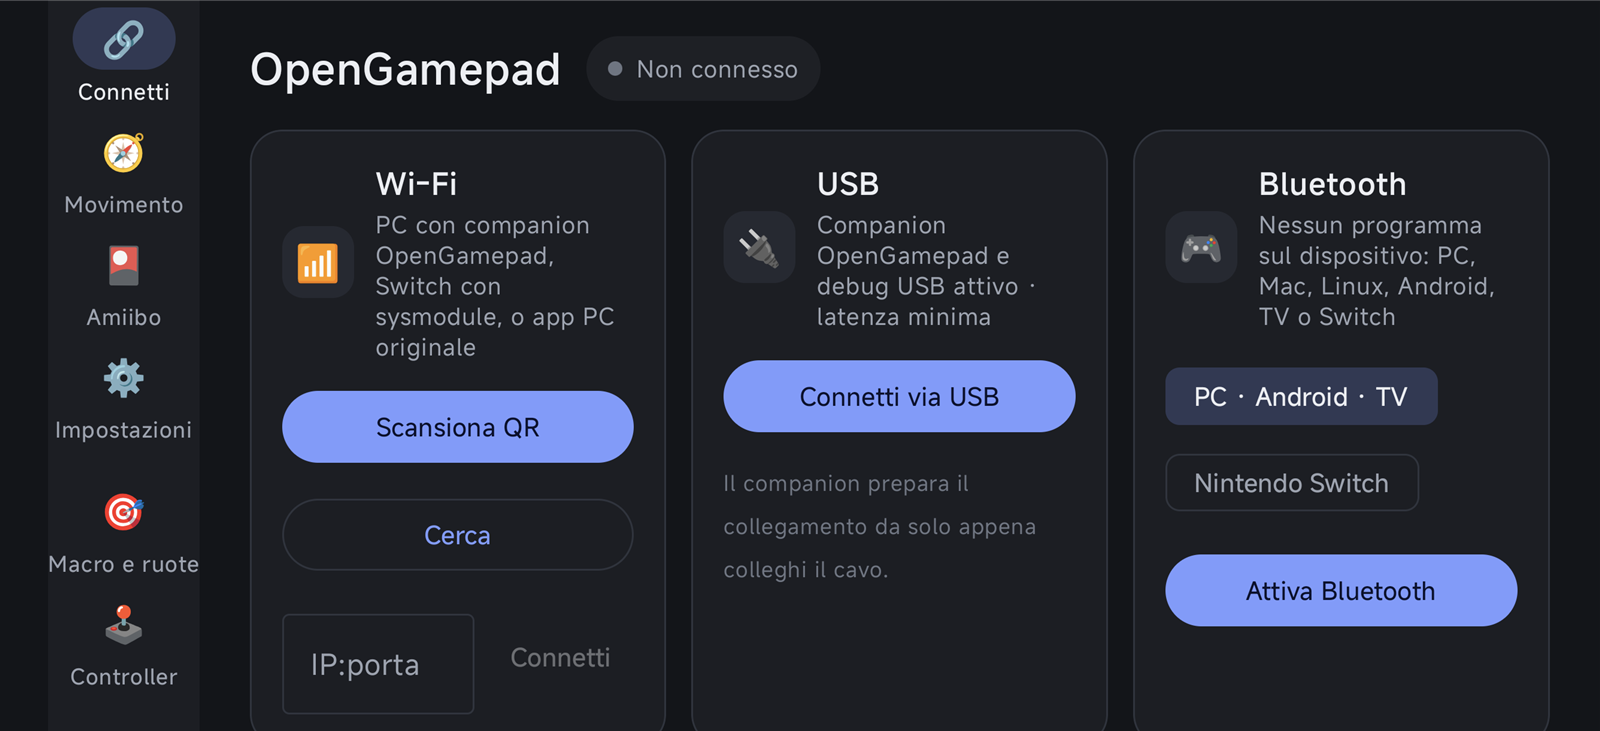 Connetti
Movimento
Amiibo
Impostazioni
Macro e ruote
Controller
OpenGamepad
Non connesso
Wi-Fi
PC con companion
OpenGamepad,
Switch con
sysmodule, o app PC
originale
Scansiona QR
Cerca
IP:porta
Connetti
USB
Companion
OpenGamepad e
debug USB attivo ·
latenza minima
Connetti via USB
Il companion prepara il
collegamento da solo appena
colleghi il cavo.
Bluetooth
Nessun programma
sul dispositivo: PC,
Mac, Linux, Android,
TV o Switch
PC · Android · TV
Nintendo Switch
Attiva Bluetooth